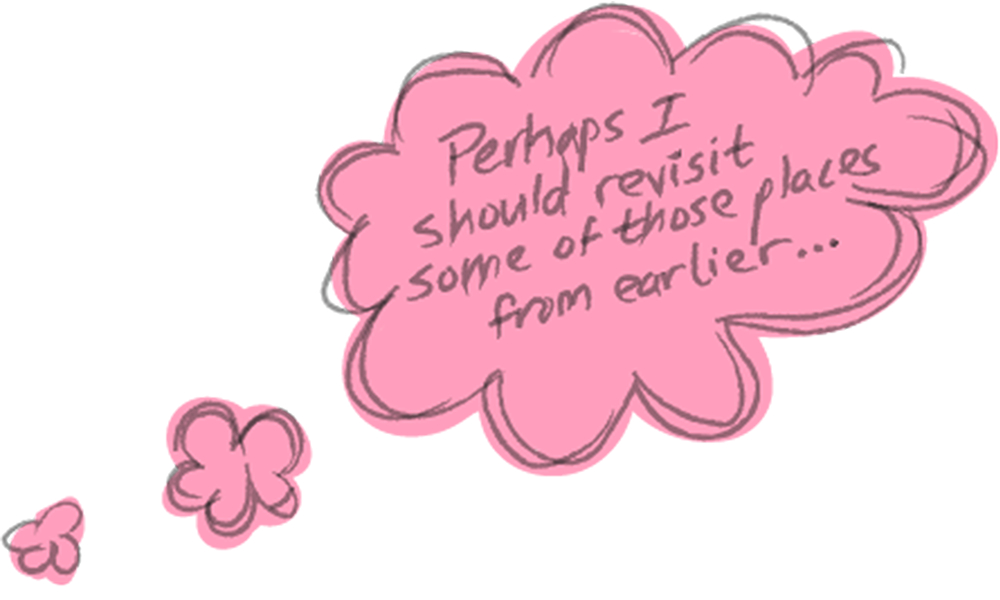 Perhaps I
should revisit
some of those places
from earlier...